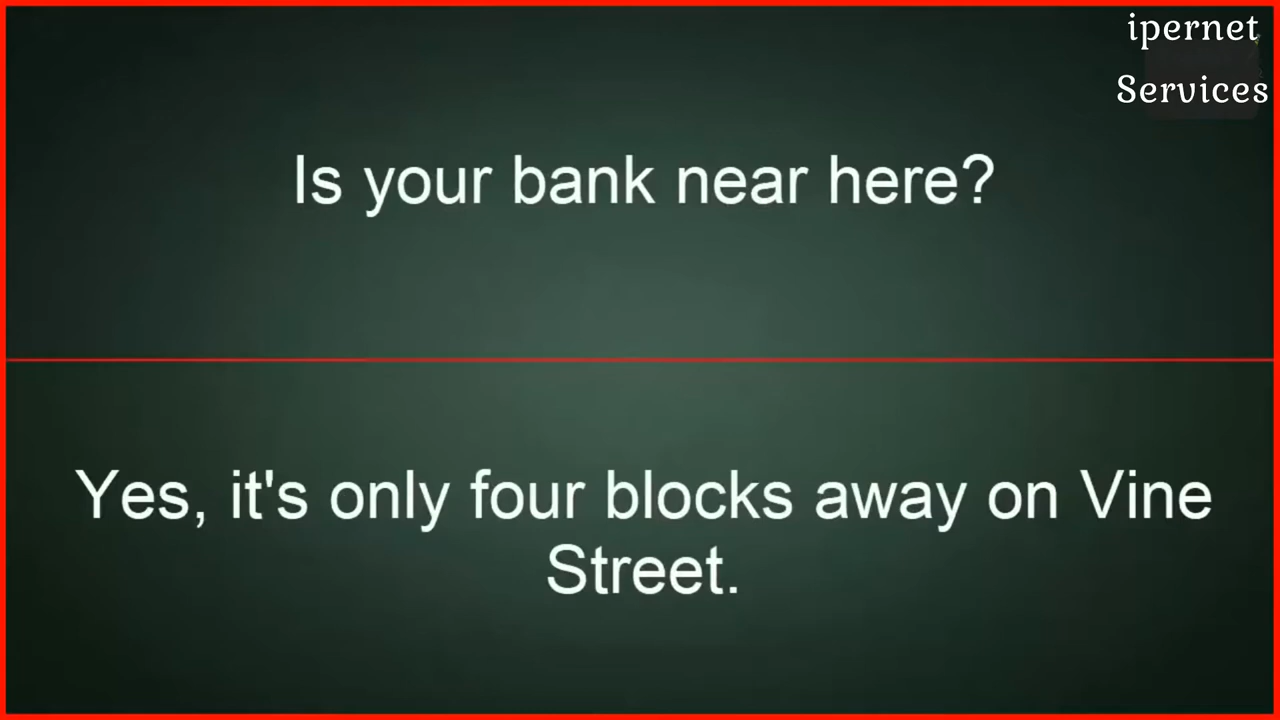 ipernet
Services
Is your bank near here?
Yes, it's only four blocks away on Vine
Street.